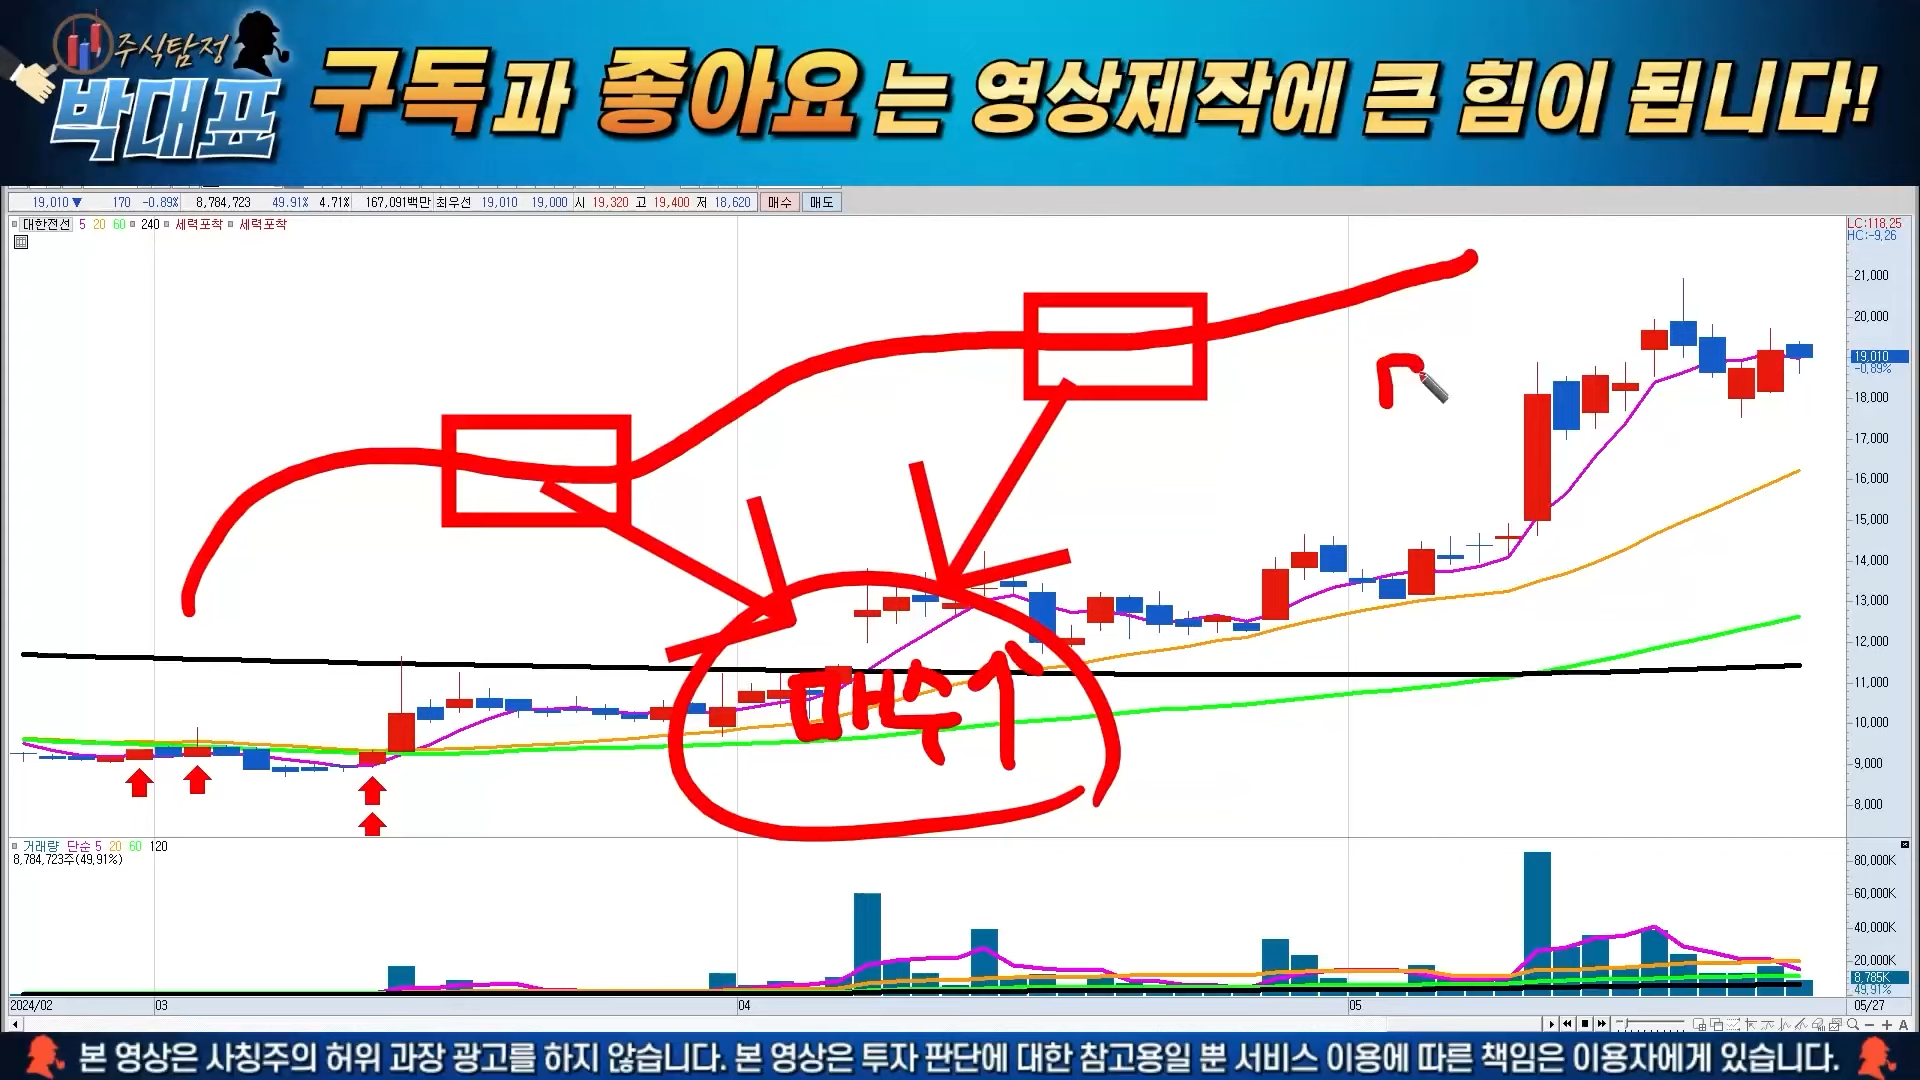 주식탐정
박대표
구독과 좋아요는 영상제작에 큰 힘이 됩니다!
19,010 ▼ 170 -0.89% 8,784,723 49.91% 4.71% 167,091백만 최우선 19,010 19,000 시 19,320 고 19,400 저 18,620 매수 매도
대한전선 5 20 60 240 세력포착 세력포착
LC:118.25
HC:-9.26
21,000
20,000
19,010
-0.89%
18,000
17,000
16,000
15,000
14,000
13,000
12,000
11,000
10,000
9,000
8,000
매수
거래량 단순 5 20 60 120
8,784,723주(49.91%)
80,000K
60,000K
40,000K
20,000K
8,785K
49.91%
2024/02 03 04 05 05/27
A
본 영상은 사칭주의 허위 과장 광고를 하지 않습니다. 본 영상은 투자 판단에 대한 참고용일 뿐 서비스 이용에 따른 책임은 이용자에게 있습니다.